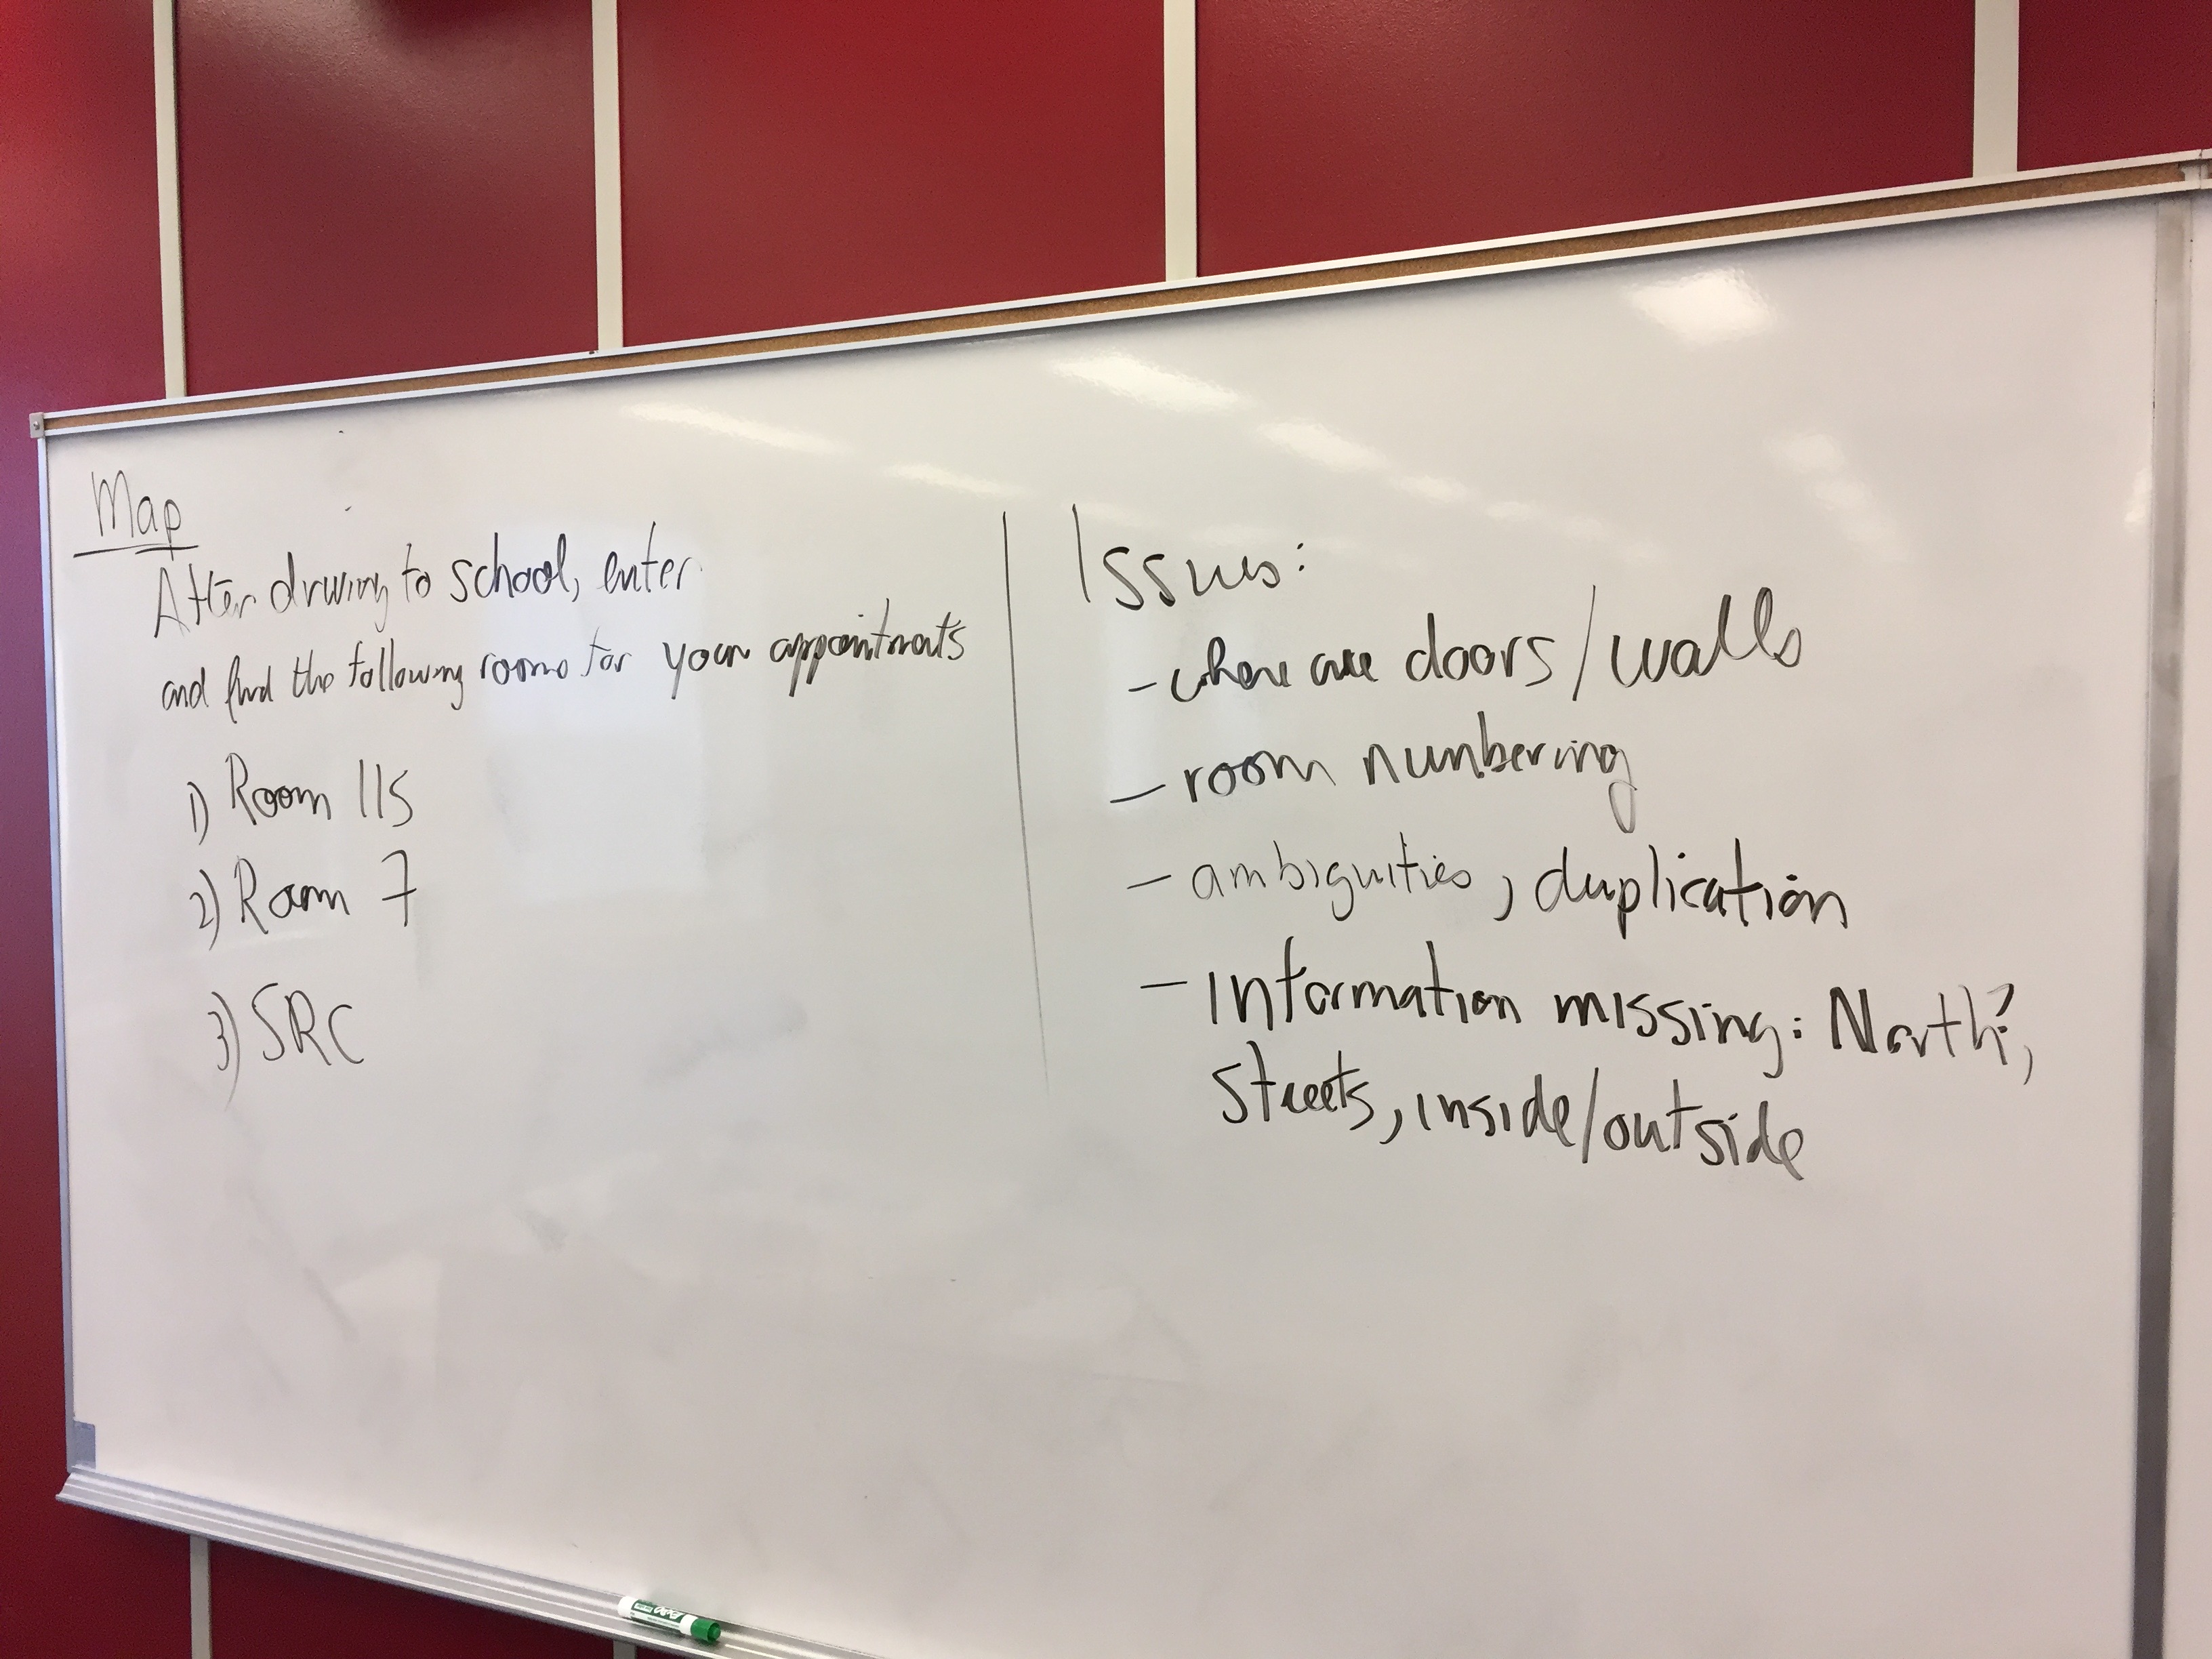 Map
After driving to school, enter
and find the following rooms for your appointments
1) Room 115
2) Room 7
3) SRC
Issues:
- where are doors/walls
- room numbering
- ambiguities, duplication
- Information missing: North?,
Streets, inside/outside
EXPO